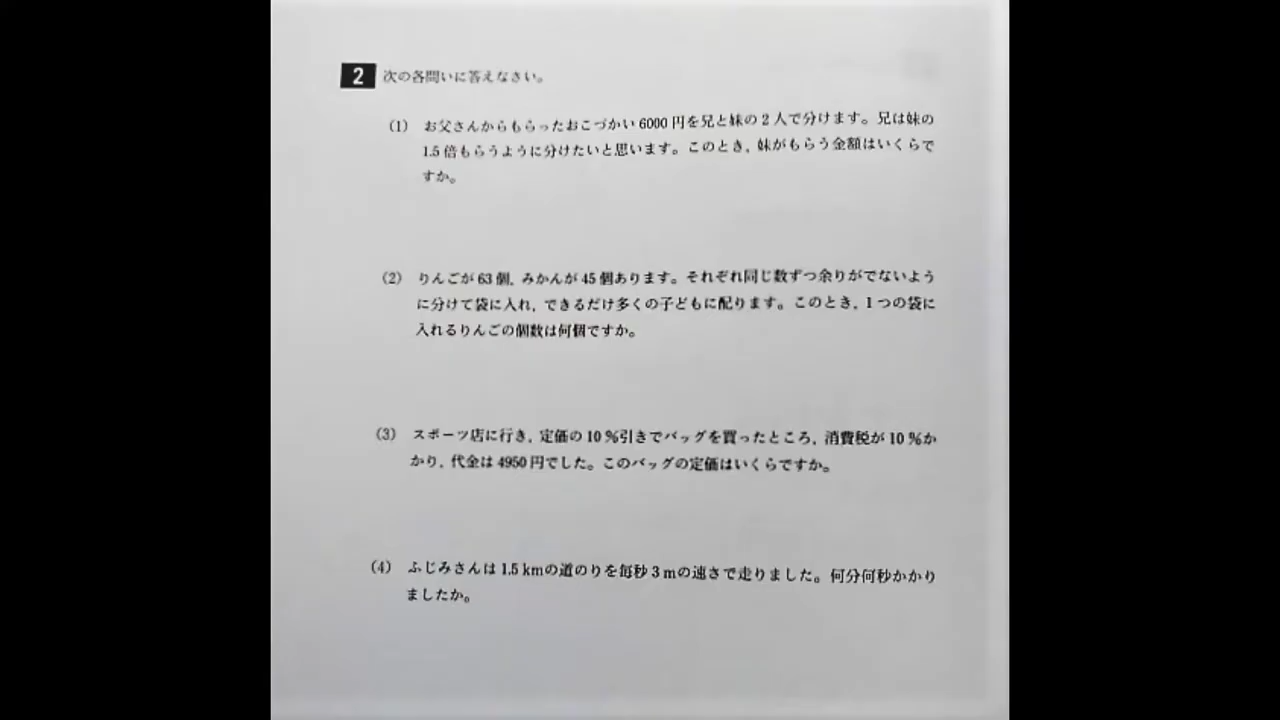 2 次の各問いに答えなさい。
(1) お父さんからもらったおこづかい6000円を兄と妹の2人で分けます。兄は妹の
1.5倍もらうように分けたいと思います。このとき，妹がもらう金額はいくらで
すか。
(2) りんごが63個，みかんが45個あります。それぞれ同じ数ずつ余りがでないよう
に分けて袋に入れ，できるだけ多くの子どもに配ります。このとき，1つの袋に
入れるりんごの個数は何個ですか。
(3) スポーツ店に行き，定価の10％引きでバッグを買ったところ，消費税が10％か
かり，代金は4950円でした。このバッグの定価はいくらですか。
(4) ふじみさんは1.5kmの道のりを毎秒3mの速さで走りました。何分何秒かかり
ましたか。